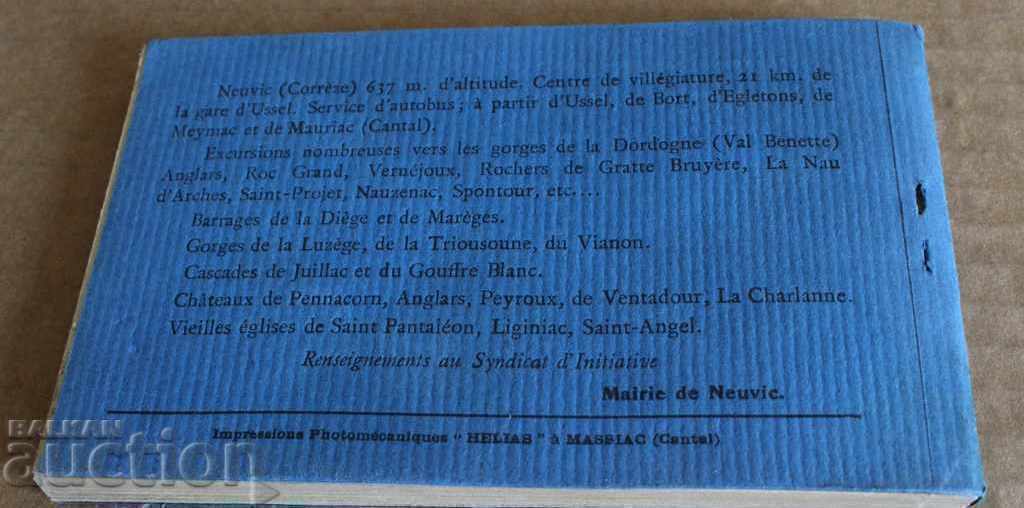 Neuvic (Corrèze) 637 m. d'altitude. Centre de villégiature, 21 km. de
la gare d'Ussel. Service d'autobus; à partir d'Ussel, de Bort, d'Egletons, de
Meymac et de Mauriac (Cantal).
Excursions nombreuses vers les gorges de la Dordogne (Val Benette)
Anglars, Roc Grand, Vernéjoux, Rochers de Gratte Bruyère, La Nau
d'Arches, Saint-Projet, Nauzenac, Spontour, etc....
Barrages de la Diège et de Marèges.
Gorges de la Luzège, de la Triousoune, du Vianon.
Cascades de Juillac et du Gouffre Blanc.
Châteaux de Pennacorn, Anglars, Peyroux, de Ventadour, La Charlanne.
Vieilles églises de Saint Pantaléon, Liginiac, Saint-Angel.
Renseignements au Syndicat d'Initiative
Mairie de Neuvic.
Impressions Photomécaniques "HELIAS" à MASSIAC (Cantal)
BALKAN
auction